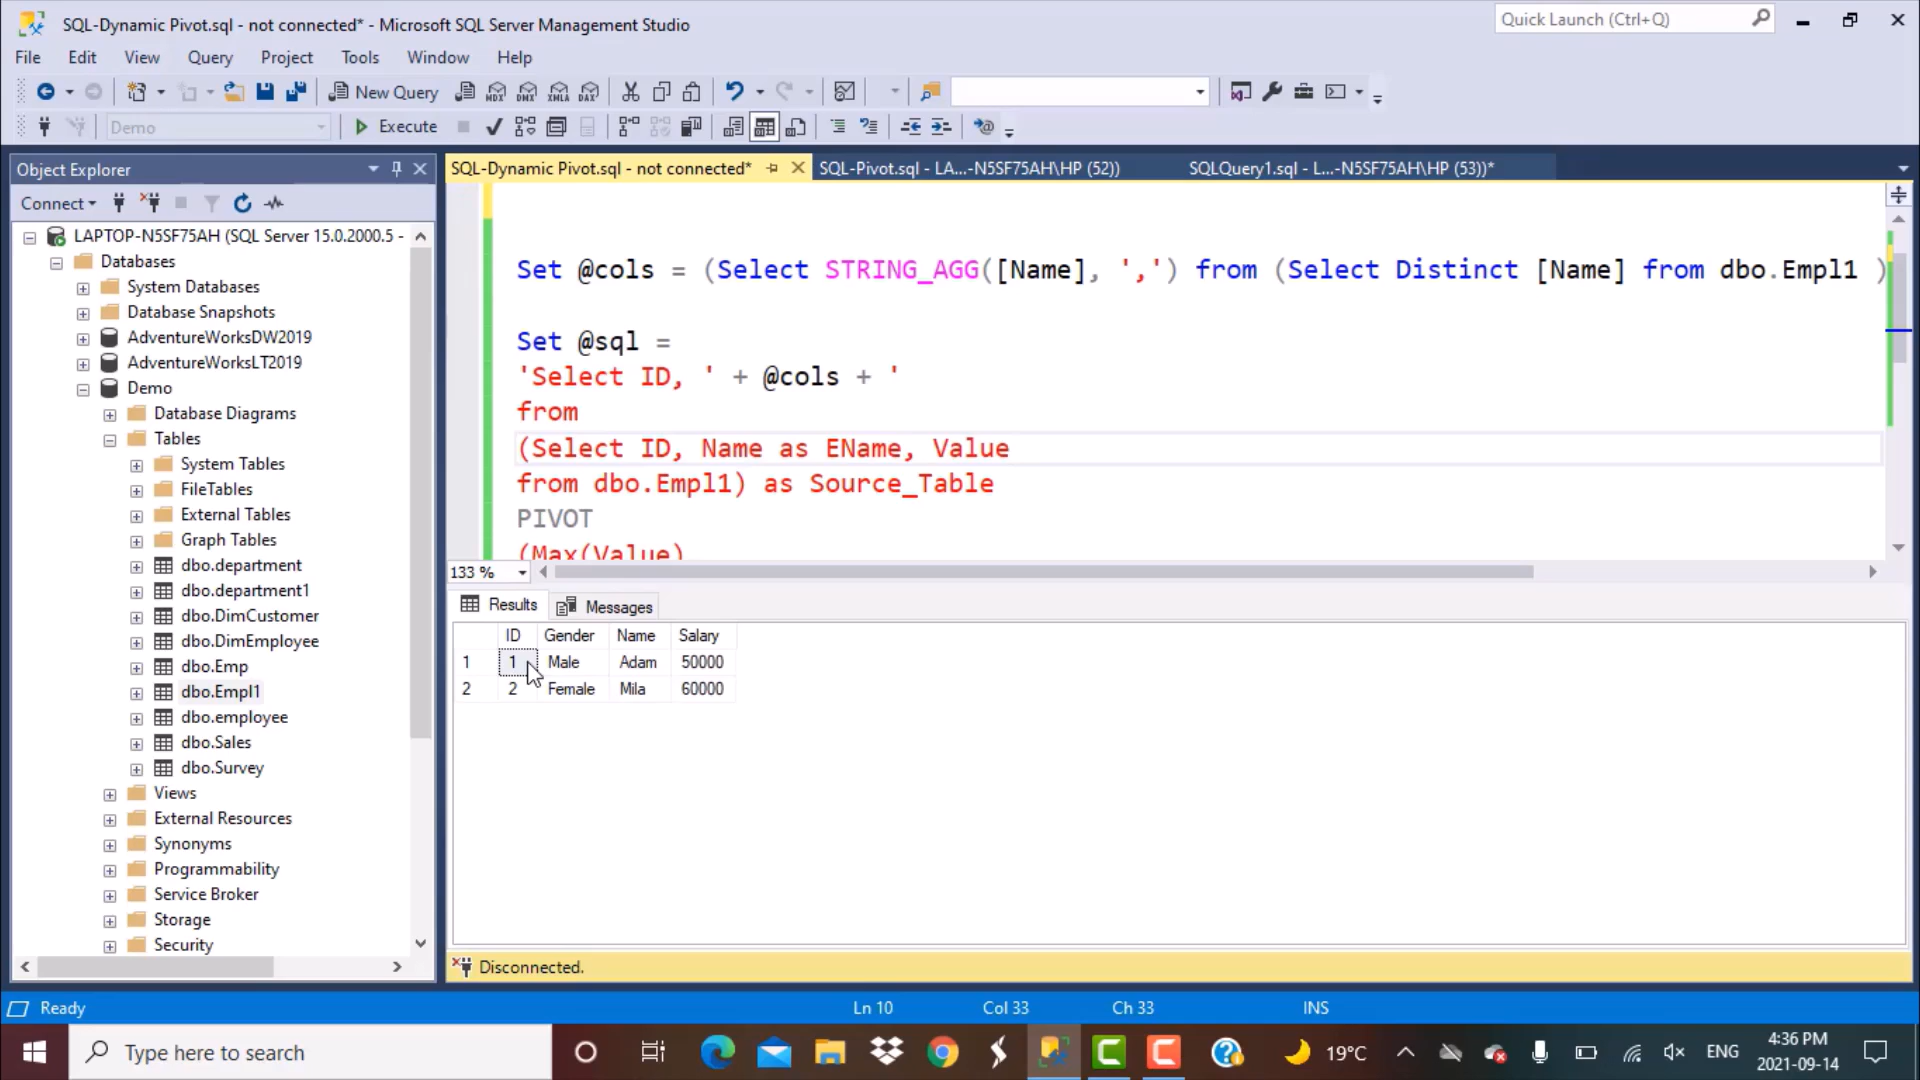 SQL-Dynamic Pivot.sql - not connected* - Microsoft SQL Server Management Studio
Quick Launch (Ctrl+Q)
File Edit View Query Project Tools Window Help
New Query
MDX DMX XMLA DAX
Demo
Execute
Object Explorer
SQL-Dynamic Pivot.sql - not connected*
SQL-Pivot.sql - LA...-N5SF75AH\HP (52))
SQLQuery1.sql - L...-N5SF75AH\HP (53))*
Connect
LAPTOP-N5SF75AH (SQL Server 15.0.2000.5 -
Databases
System Databases
Database Snapshots
AdventureWorksDW2019
AdventureWorksLT2019
Demo
Database Diagrams
Tables
System Tables
FileTables
External Tables
Graph Tables
dbo.department
dbo.department1
dbo.DimCustomer
dbo.DimEmployee
dbo.Emp
dbo.Empl1
dbo.employee
dbo.Sales
dbo.Survey
Views
External Resources
Synonyms
Programmability
Service Broker
Storage
Security
Set @cols = (Select STRING_AGG([Name], ',') from (Select Distinct [Name] from dbo.Empl1 )
Set @sql =
'Select ID, ' + @cols + '
from
(Select ID, Name as EName, Value
from dbo.Empl1) as Source_Table
PIVOT
(Max(Value)
133 %
Results Messages
ID Gender Name Salary
1 1 Male Adam 50000
2 2 Female Mila 60000
Disconnected.
Ready
Ln 10
Col 33
Ch 33
INS
Type here to search
19°C
ENG
4:36 PM
2021-09-14